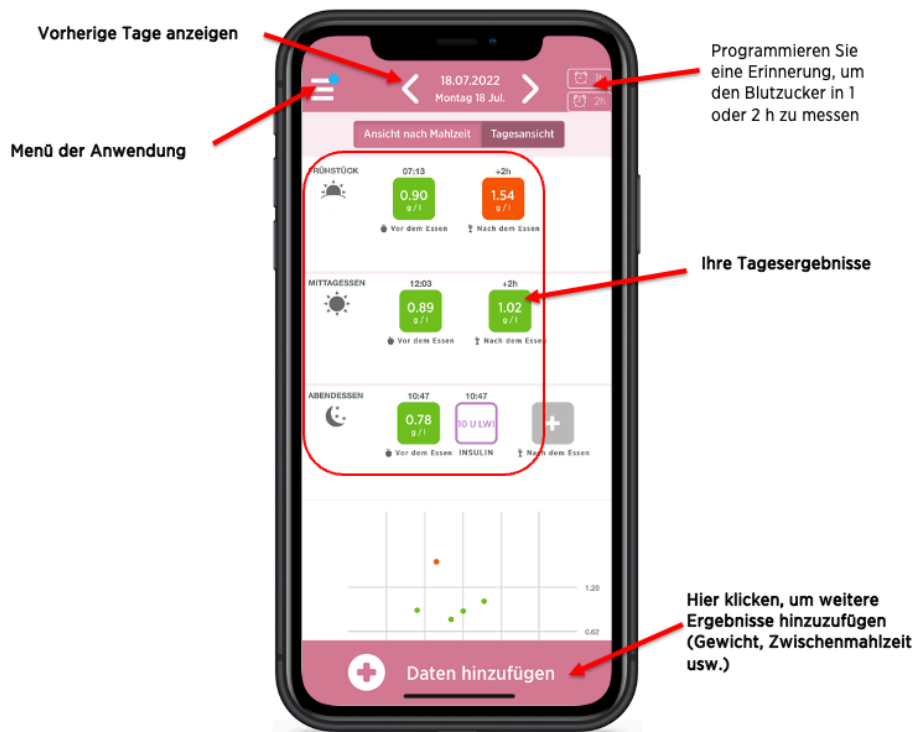 Vorherige Tage anzeigen
Menü der Anwendung
18.07.2022
Montag 18 Jul.
1h
2h
Programmieren Sie
eine Erinnerung, um
den Blutzucker in 1
oder 2 h zu messen
Ansicht nach Mahlzeit
Tagesansicht
FRÜHSTÜCK
07:13
+2h
0.90
g/l
1.54
g/l
Vor dem Essen
Nach dem Essen
Ihre Tagesergebnisse
MITTAGESSEN
12:03
+2h
0.89
g/l
1.02
g/l
Vor dem Essen
Nach dem Essen
ABENDESSEN
10:47
10:47
0.78
g/l
10 U LWI
+
Vor dem Essen
INSULIN
Nach dem Essen
1.20
0.62
Hier klicken, um weitere
Ergebnisse hinzuzufügen
(Gewicht, Zwischenmahlzeit
usw.)
Daten hinzufügen